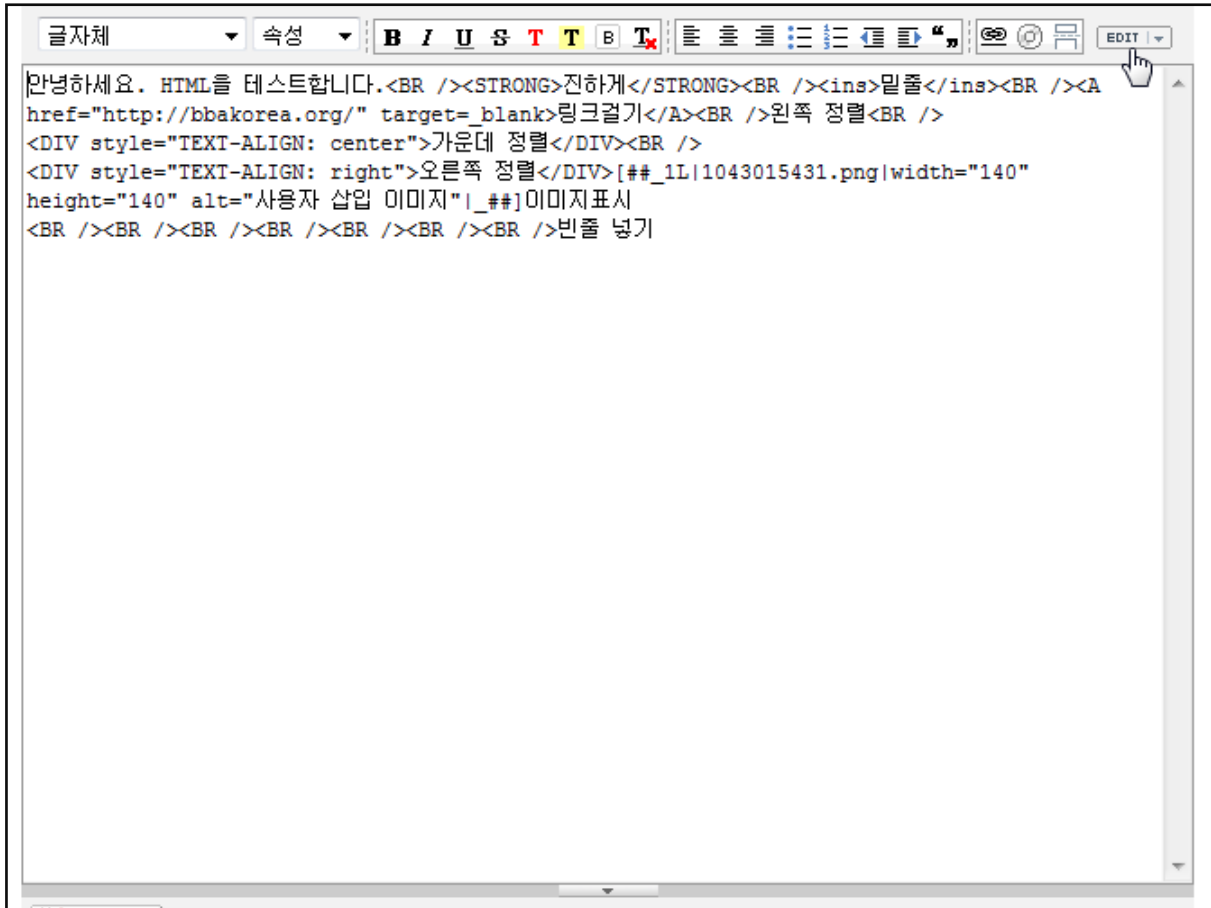 글자체 속성 B I U S T T B T EDIT
안녕하세요. HTML을 테스트합니다.<BR /><STRONG>진하게</STRONG><BR /><ins>밑줄</ins><BR /><A
href="http://bbakorea.org/" target=_blank>링크걸기</A><BR />왼쪽 정렬<BR />
<DIV style="TEXT-ALIGN: center">가운데 정렬</DIV><BR />
<DIV style="TEXT-ALIGN: right">오른쪽 정렬</DIV>[##_1L|1043015431.png|width="140"
height="140" alt="사용자 삽입 이미지"|_##]이미지표시
<BR /><BR /><BR /><BR /><BR /><BR /><BR />빈줄 넣기